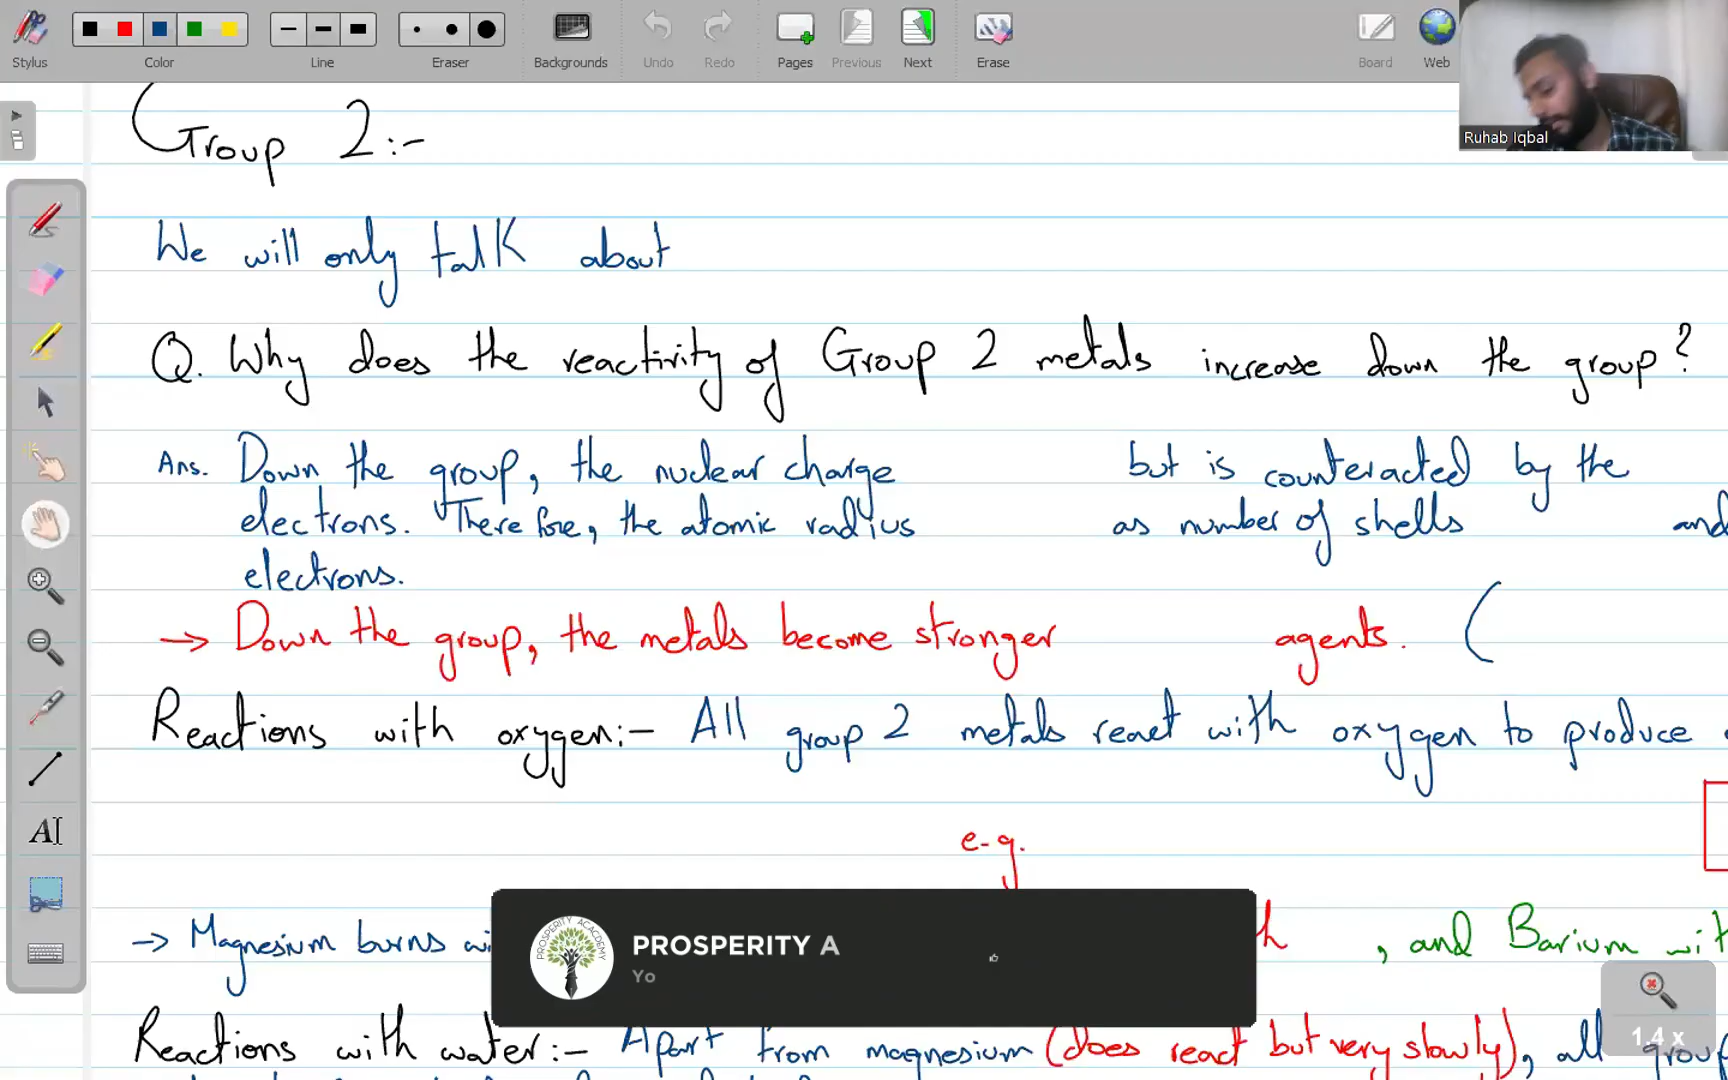 Stylus Color Line Eraser Backgrounds Undo Redo Pages Previous Next Erase Board Web
Ruhab Iqbal
Group 2:-
We will only talk about
Q. Why does the reactivity of Group 2 metals increase down the group?
Ans. Down the group, the nuclear charge but is counteracted by the
electrons. Therefore, the atomic radius as number of shells and
electrons.
→ Down the group, the metals become stronger agents. (
Reactions with oxygen:- All group 2 metals react with oxygen to produce
e.g.
→ Magnesium burns wi h , and Barium with
PROSPERITY A
Yo
PROSPERITY ACADEMY
1.4 x
Reactions with water:- Apart from magnesium (does react but very slowly), all group